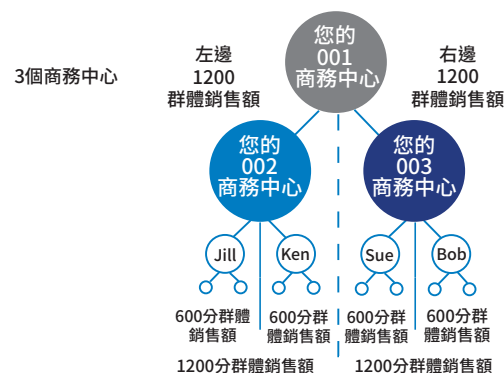 3個商務中心
左邊
1200
群體銷售額
您的
001
商務中心
右邊
1200
群體銷售額
您的
002
商務中心
您的
003
商務中心
Jill
Ken
Sue
Bob
600分群體
銷售額
600分群
體銷售額
600分群
體銷售額
600分群
體銷售額
1200分群體銷售額
1200分群體銷售額